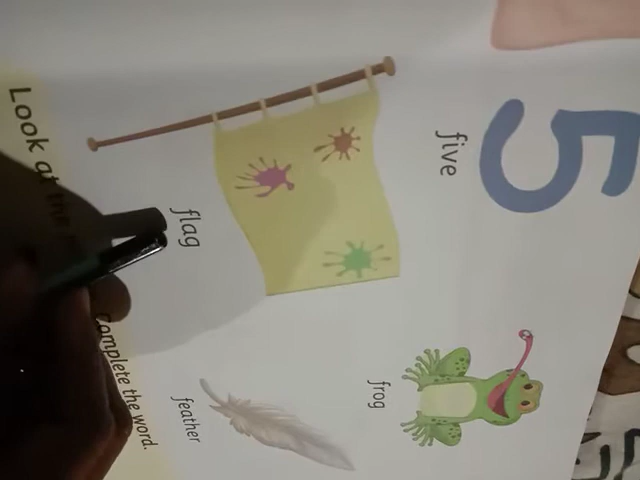 5
five
frog
flag
feather
Look at the
Complete the word.